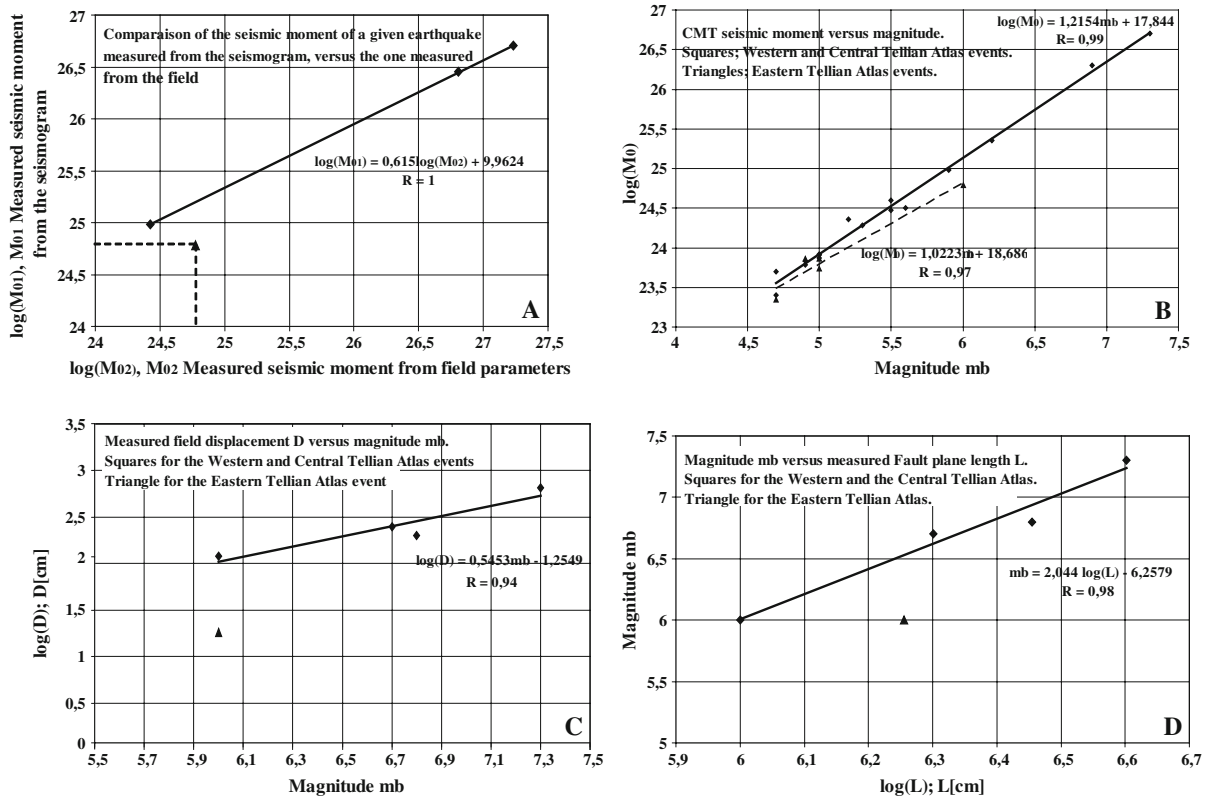 Comparaison of the seismic moment of a given earthquake
measured from the seismogram, versus the one measured
from the field
log(M01), M01 Measured seismic moment
from the seismogram
27
26,5
26
25,5
25
24,5
24
log(M01) = 0,615log(M02) + 9,9624
R = 1
A
24 24,5 25 25,5 26 26,5 27 27,5
log(M02), M02 Measured seismic moment from field parameters
log(M0) = 1,2154mb + 17,844
R= 0,99
CMT seismic moment versus magnitude.
Squares; Western and Central Tellian Atlas events.
Triangles; Eastern Tellian Atlas events.
log(M0)
27
26,5
26
25,5
25
24,5
24
23,5
23
= 1,0223 + 18,686
R = 0,97
B
4 4,5 5 5,5 6 6,5 7 7,5
Magnitude mb
Measured field displacement D versus magnitude mb.
Squares for the Western and Central Tellian Atlas events
Triangle for the Eastern Tellian Atlas event
log(D); D[cm]
3,5
3
2,5
2
1,5
1
0,5
0
log(D) = 0,5453mb - 1,2549
R = 0,94
C
5,5 5,7 5,9 6,1 6,3 6,5 6,7 6,9 7,1 7,3 7,5
Magnitude mb
Magnitude mb versus measured Fault plane length L.
Squares for the Western and the Central Tellian Atlas.
Triangle for the Eastern Tellian Atlas.
Magnitude mb
7,5
7
6,5
6
5,5
5
mb = 2,044 log(L) - 6,2579
R = 0,98
D
5,9 6 6,1 6,2 6,3 6,4 6,5 6,6 6,7
log(L); L[cm]